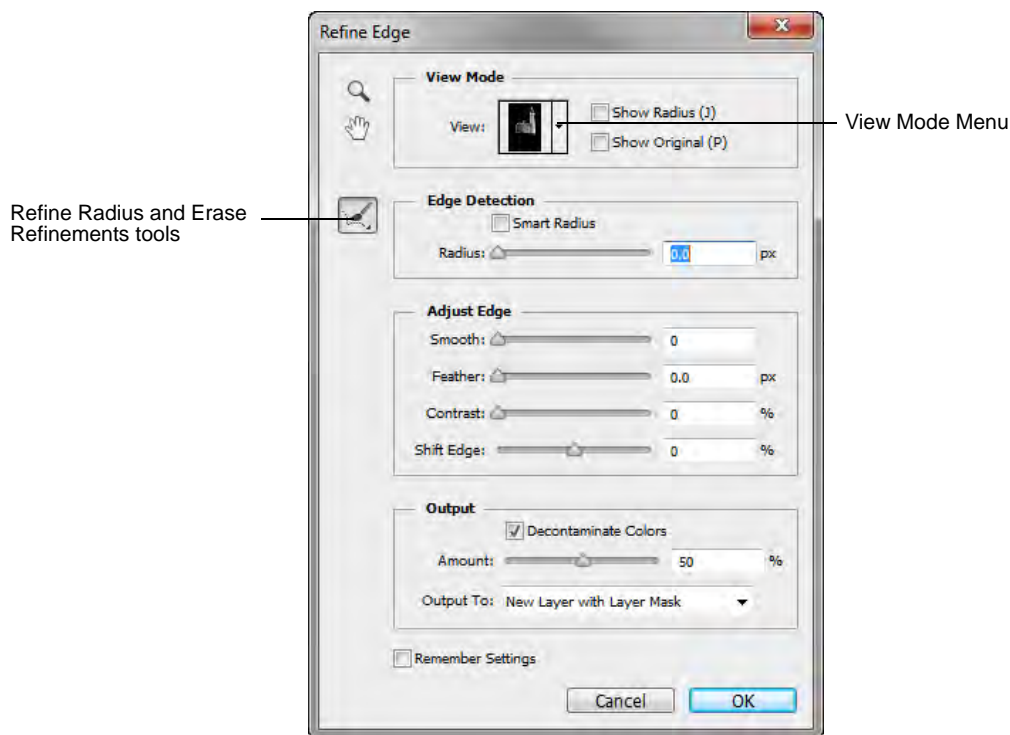 Refine Edge
View Mode
View:
Show Radius (J)
Show Original (P)
View Mode Menu
Refine Radius and Erase
Refinements tools
Edge Detection
Smart Radius
Radius: 0.0 px
Adjust Edge
Smooth: 0
Feather: 0.0 px
Contrast: 0 %
Shift Edge: 0 %
Output
Decontaminate Colors
Amount: 50 %
Output To: New Layer with Layer Mask
Remember Settings
Cancel OK